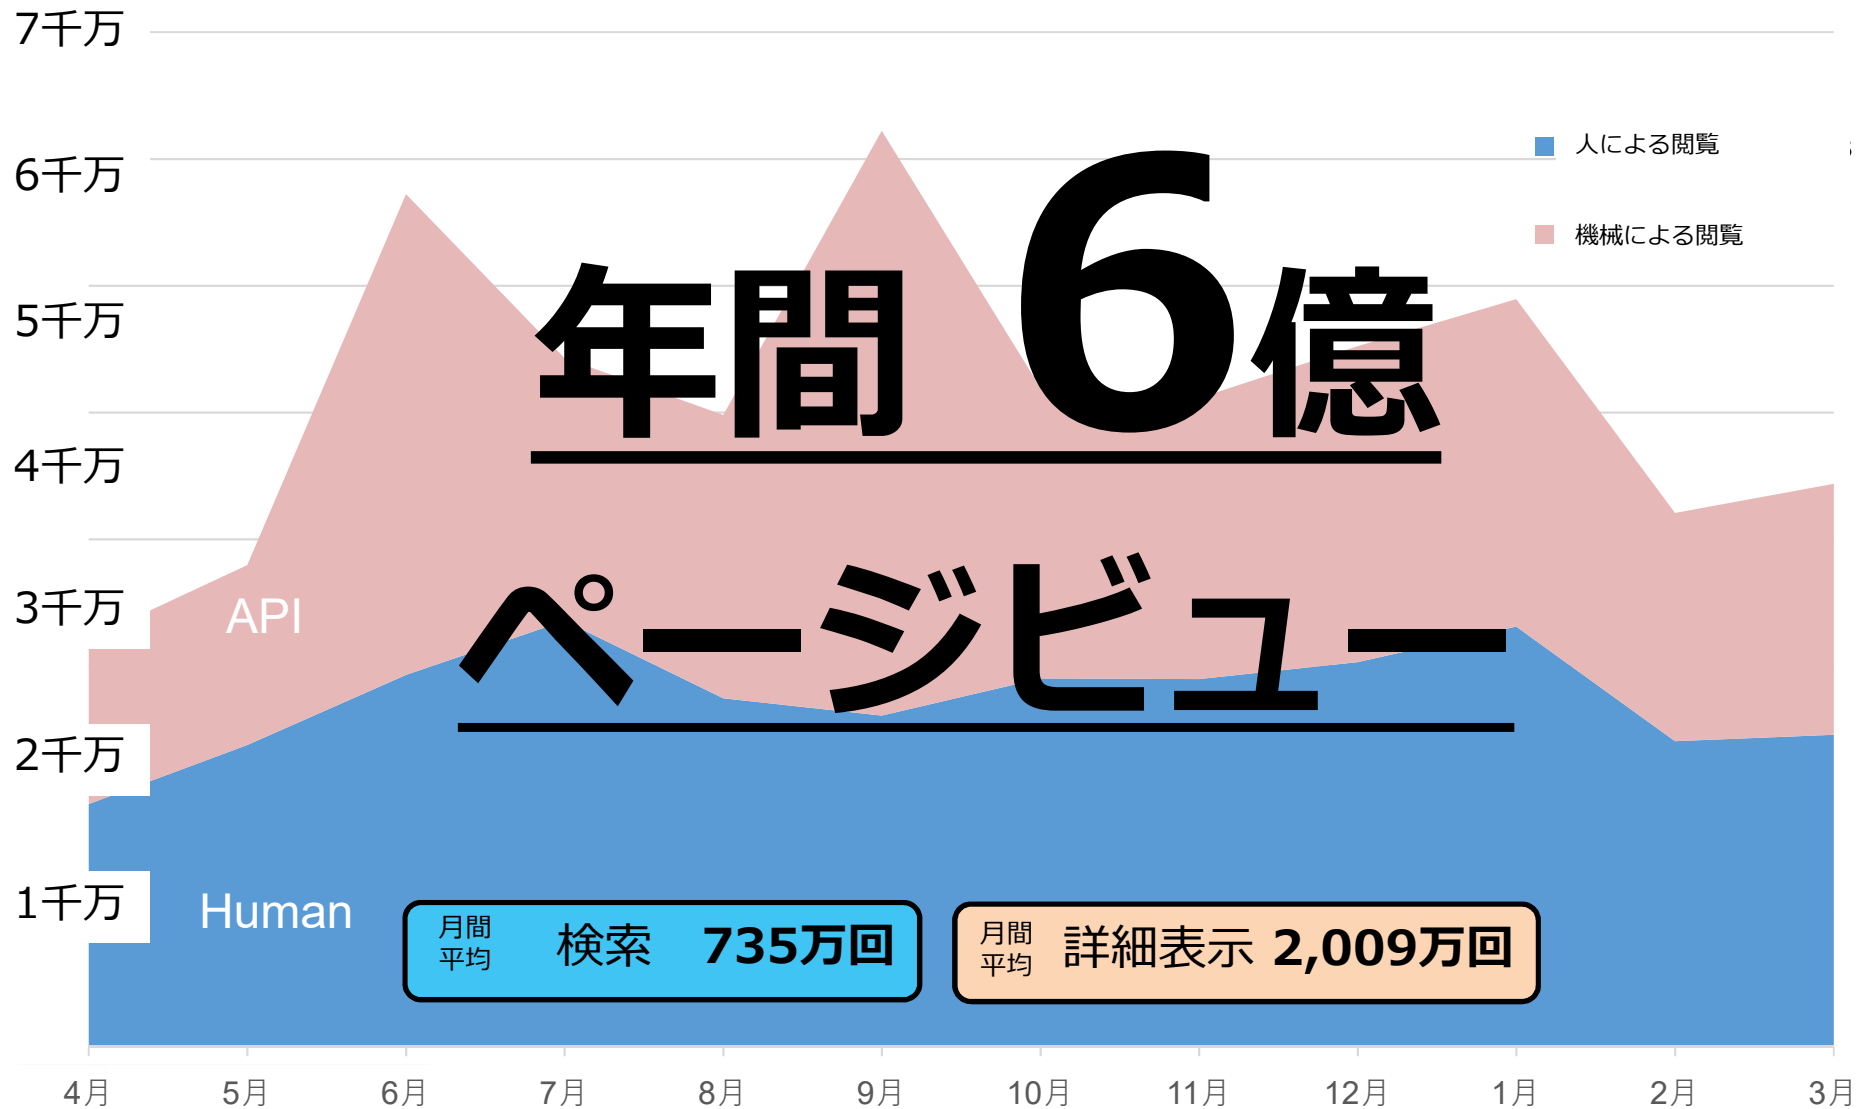 7千万
6千万
5千万
4千万
3千万
2千万
1千万
人による閲覧
機械による閲覧
年間 6億
ページビュー
API
Human
月間
平均
検索 735万回
月間
平均
詳細表示 2,009万回
4月 5月 6月 7月 8月 9月 10月 11月 12月 1月 2月 3月